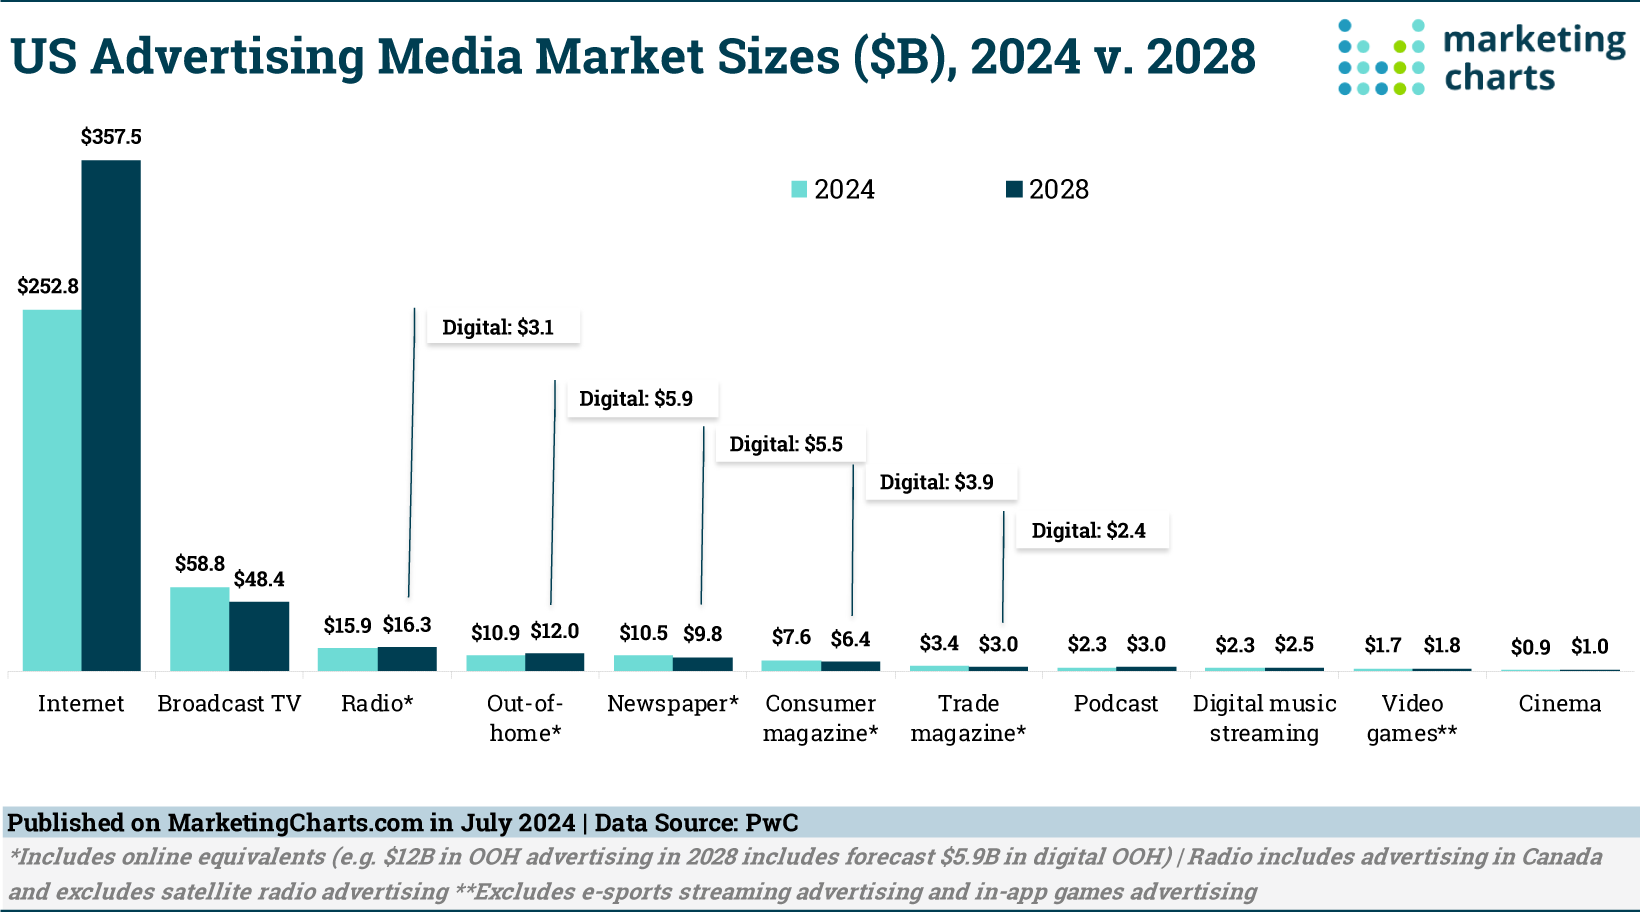 US Advertising Media Market Sizes ($B), 2024 v. 2028
marketing
charts
2024
2028
$252.8
$357.5
$58.8
$48.4
$15.9
$16.3
Digital: $3.1
$10.9
$12.0
Digital: $5.9
$10.5
$9.8
Digital: $5.5
$7.6
$6.4
Digital: $3.9
$3.4
$3.0
Digital: $2.4
$2.3
$3.0
$2.3
$2.5
$1.7
$1.8
$0.9
$1.0
Internet
Broadcast TV
Radio*
Out-of-
home*
Newspaper*
Consumer
magazine*
Trade
magazine*
Podcast
Digital music
streaming
Video
games**
Cinema
Published on MarketingCharts.com in July 2024 | Data Source: PwC
*Includes online equivalents (e.g. $12B in OOH advertising in 2028 includes forecast $5.9B in digital OOH) | Radio includes advertising in Canada
and excludes satellite radio advertising **Excludes e-sports streaming advertising and in-app games advertising